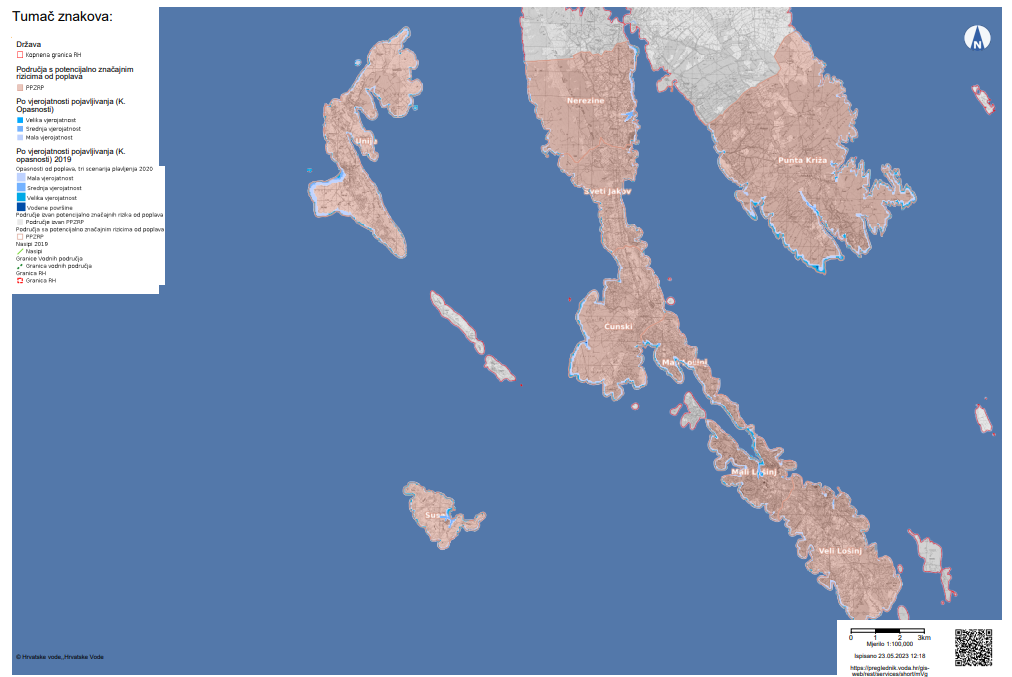 Tumač znakova:
Država
Kopnena granica RH
Područja s potencijalno značajnim
rizicima od poplava
PPZRP
Po vjerojatnosti pojavljivanja (K.
Opasnosti)
Velika vjerojatnost
Srednja vjerojatnost
Mala vjerojatnost
Po vjerojatnosti pojavljivanja (K.
opasnosti) 2019
Opasnosti od poplava, tri scenarija plavljenja 2020
Mala vjerojatnost
Srednja vjerojatnost
Velika vjerojatnost
Vodene površine
Područje izvan potencijalno značajnih rizika od poplava
Područje izvan PPZRP
Područja sa potencijalno značajnim rizicima od poplava
PPZRP
Nasipi 2019
Nasipi
Granice Vodnih područja
Granica vodnih područja
Granica RH
Granica RH
N
Nerezine
Unije
Punta Križa
Sveti Jakov
Ćunski
Mali Lošinj
Mali Lošinj
Susak
Veli Lošinj
0 1 2 3km
Mjerilo 1:100,000
Ispisano 23.05.2023 12:18
https://preglednik.voda.hr/gis-
web/rest/services/short/mVg
© Hrvatske vode,,Hrvatske Vode